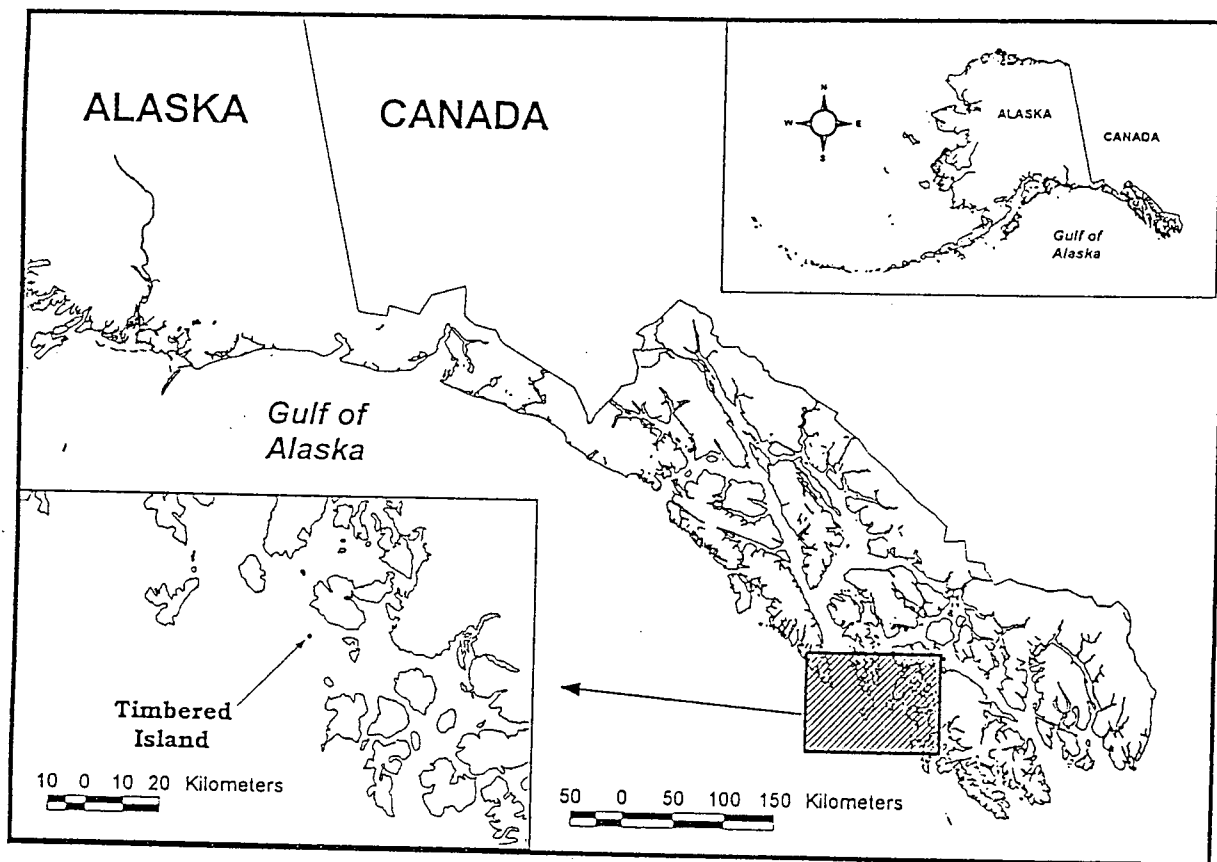 ALASKA
CANADA
N
W E
S
ALASKA
CANADA
Gulf of
Alaska
Gulf of
Alaska
Timbered
Island
10 0 10 20 Kilometers
50 0 50 100 150 Kilometers